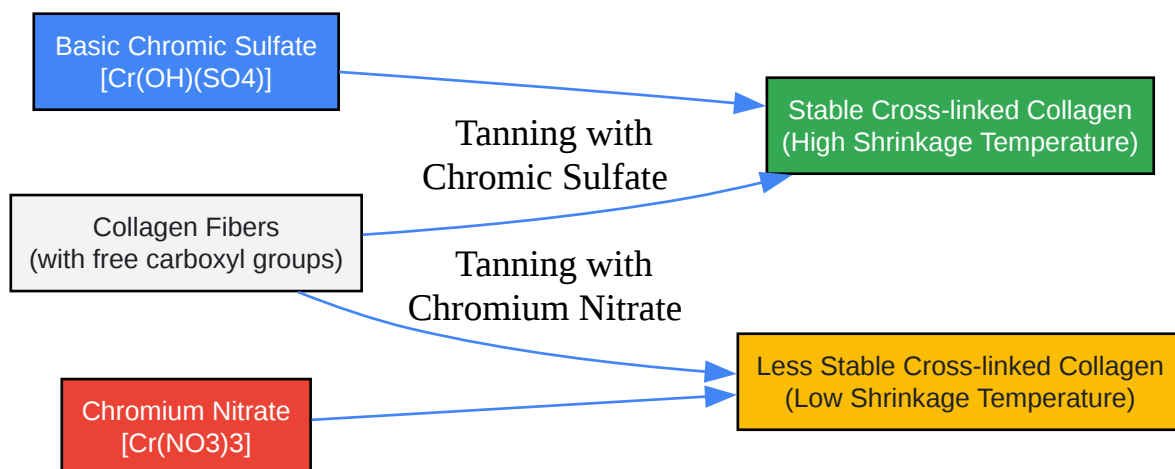 Basic Chromic Sulfate
[Cr(OH)(SO4)]
Stable Cross-linked Collagen
(High Shrinkage Temperature)
Tanning with
Chromic Sulfate
Collagen Fibers
(with free carboxyl groups)
Tanning with
Chromium Nitrate
Less Stable Cross-linked Collagen
(Low Shrinkage Temperature)
Chromium Nitrate
[Cr(NO3)3]